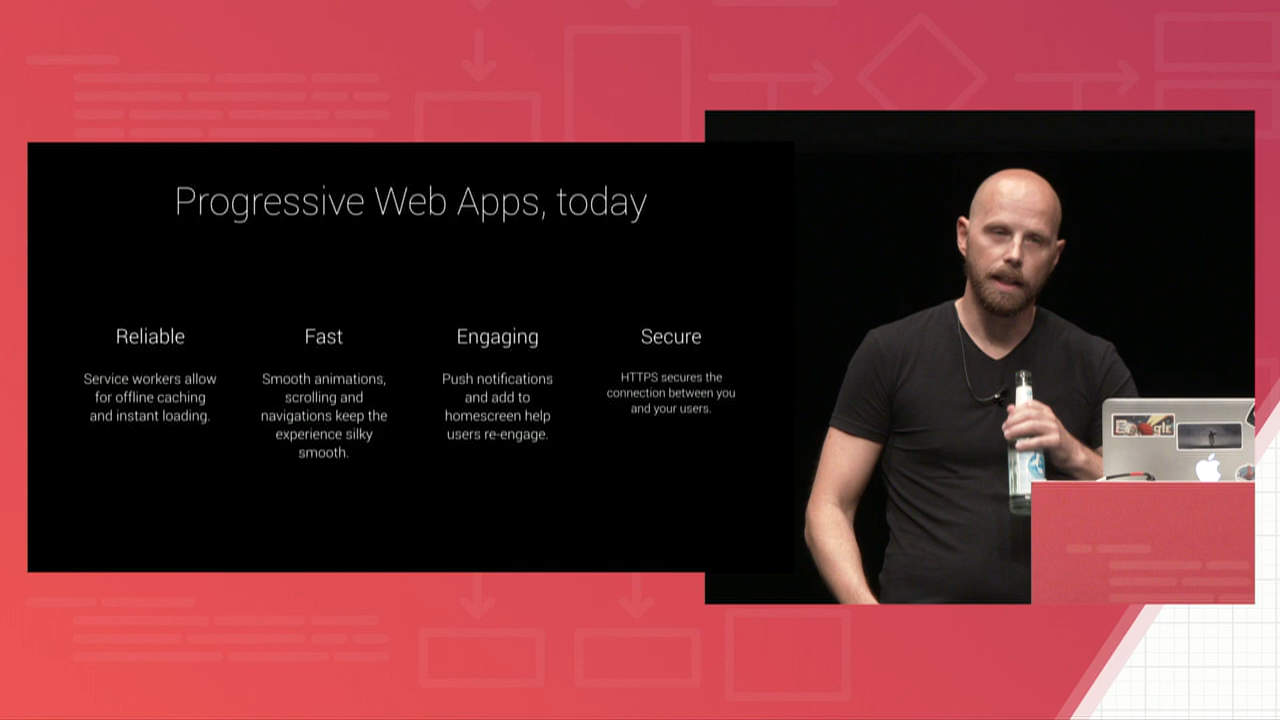 Progressive Web Apps, today
Reliable
Service workers allow
for offline caching
and instant loading.
Fast
Smooth animations,
scrolling and
navigations keep the
experience silky
smooth.
Engaging
Push notifications
and add to
homescreen help
users re-engage.
Secure
HTTPS secures the
connection between you
and your users.